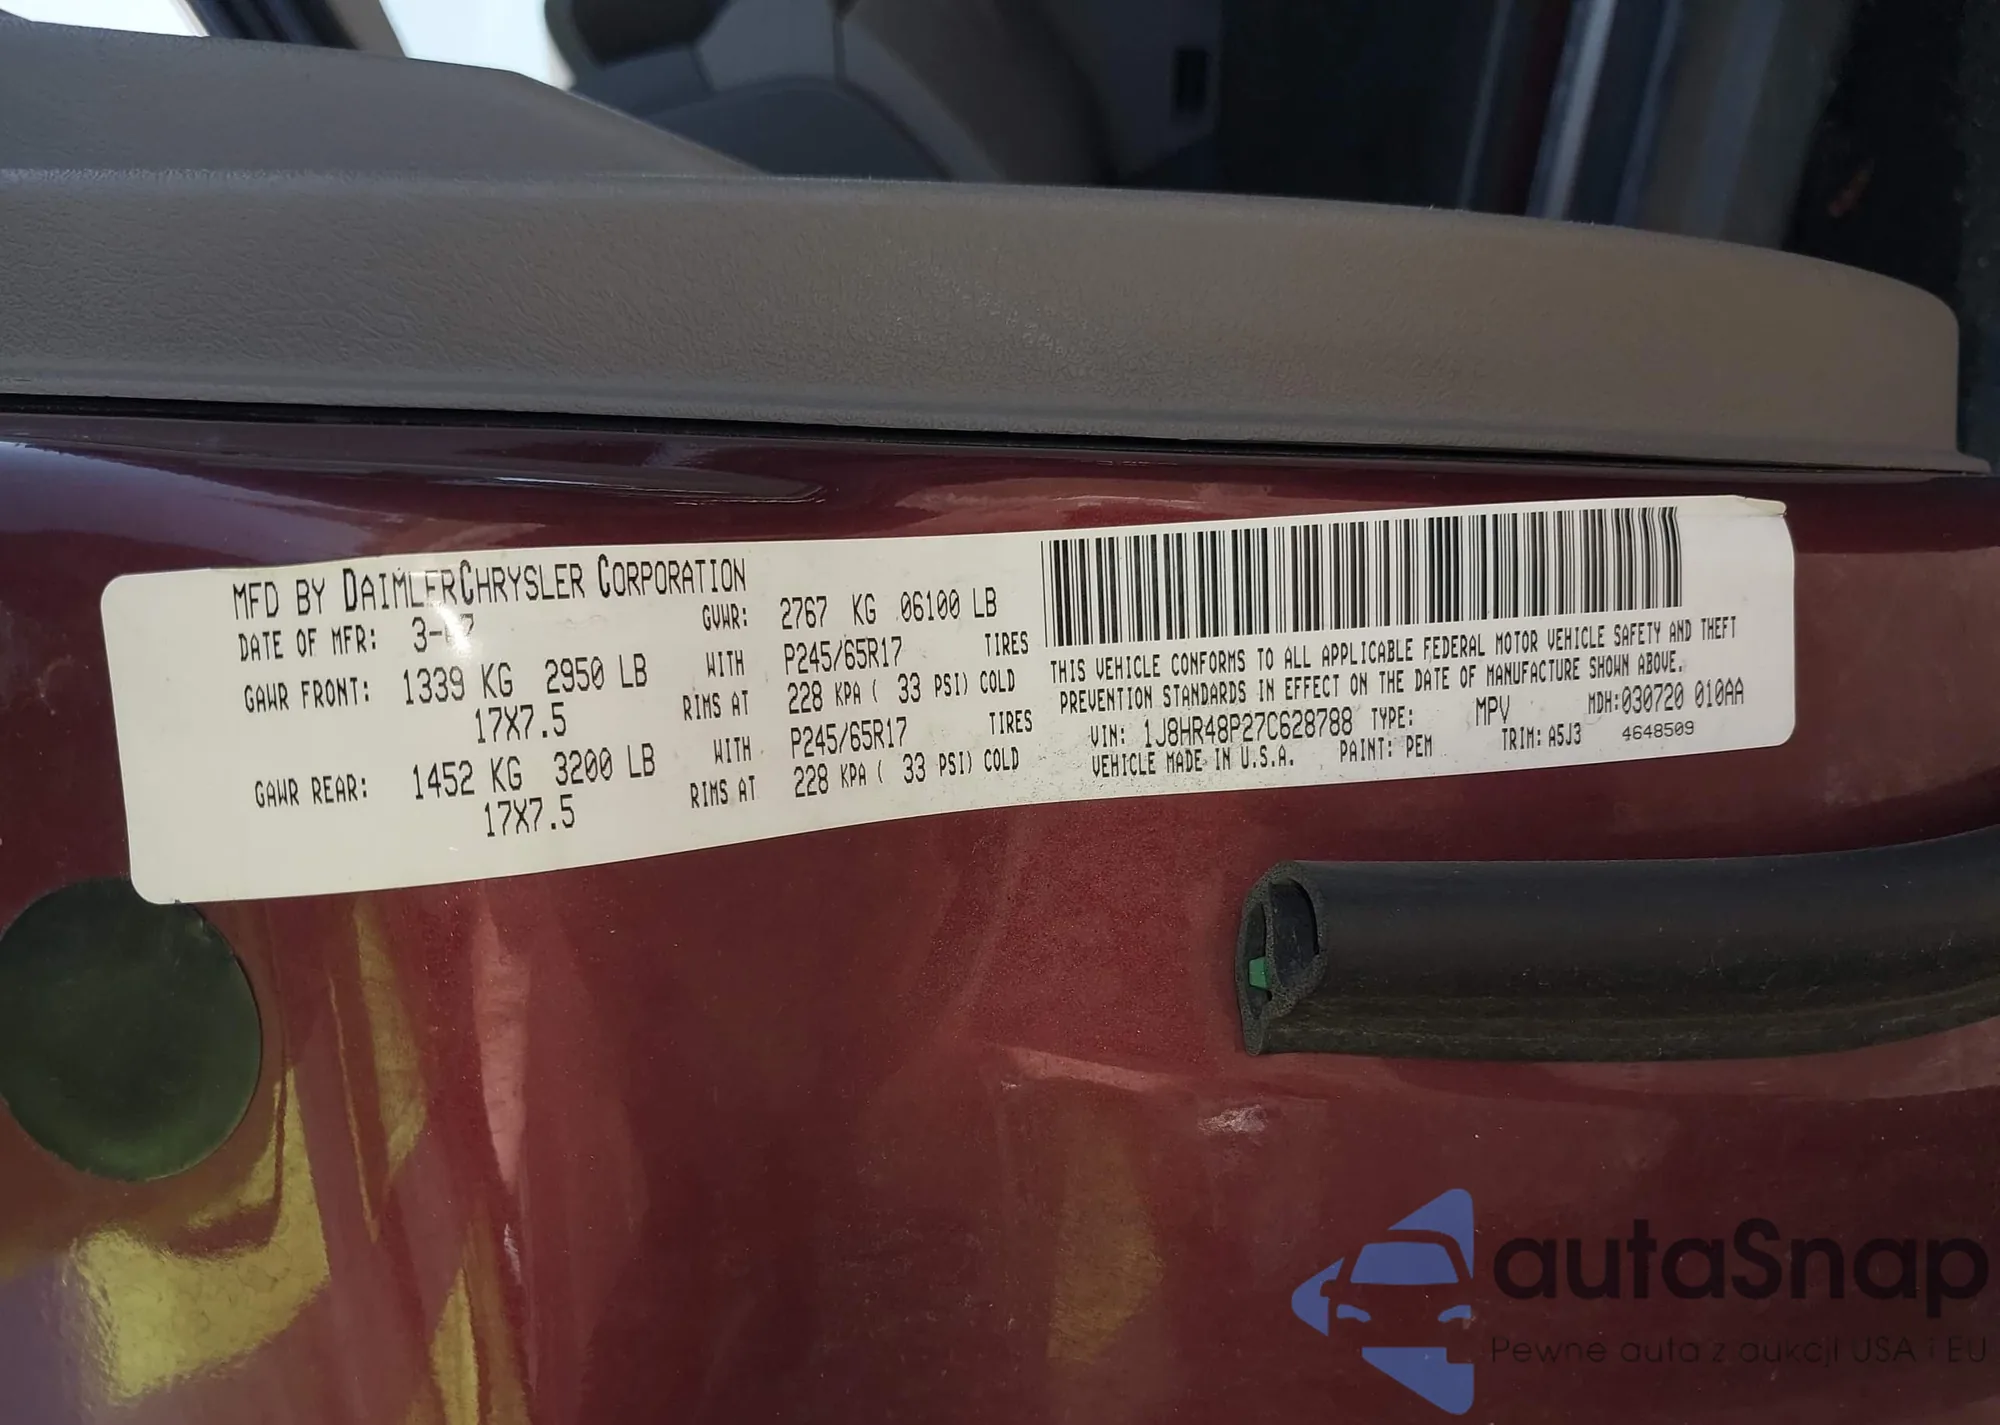 MFD BY DAIMLERCHRYSLER CORPORATION
DATE OF MFR: 3-07 GVWR: 2767 KG 06100 LB
GAWR FRONT: 1339 KG 2950 LB WITH P245/65R17 TIRES
17X7.5 RIMS AT 228 KPA ( 33 PSI) COLD
GAWR REAR: 1452 KG 3200 LB WITH P245/65R17 TIRES
17X7.5 RIMS AT 228 KPA ( 33 PSI) COLD
THIS VEHICLE CONFORMS TO ALL APPLICABLE FEDERAL MOTOR VEHICLE SAFETY AND THEFT
PREVENTION STANDARDS IN EFFECT ON THE DATE OF MANUFACTURE SHOWN ABOVE.
VIN: 1J8HR48P27C628788 TYPE: MPV MDH:030720 010AA
VEHICLE MADE IN U.S.A. PAINT: PEM TRIM: A5J3 4648509
autaSnap
Pewne auta z aukcji USA i EU